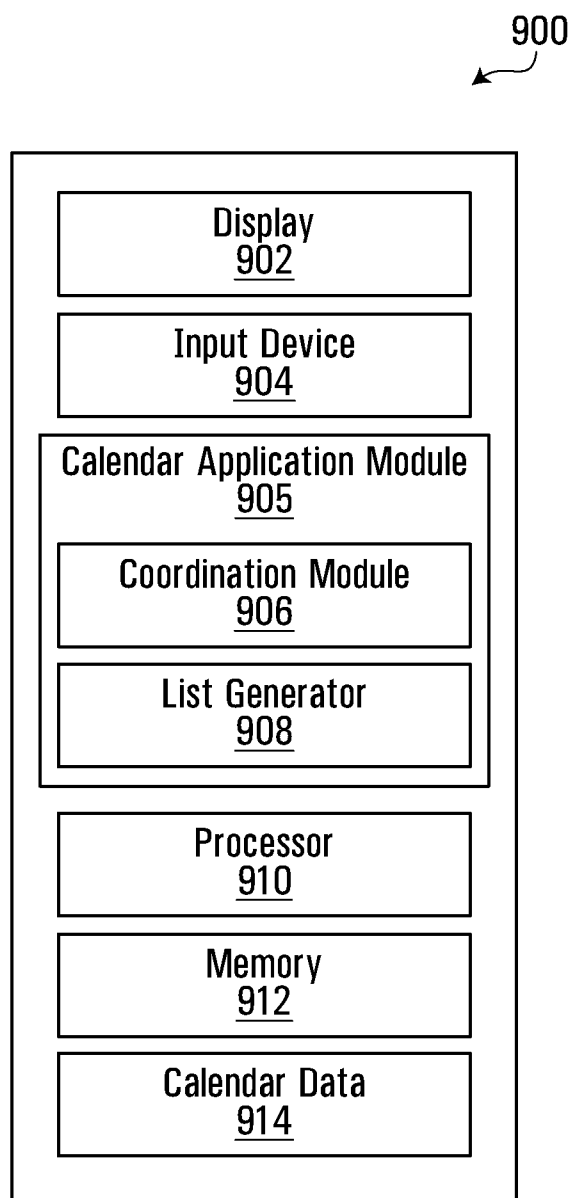 900
Display
902
Input Device
904
Calendar Application Module
905
Coordination Module
906
List Generator
908
Processor
910
Memory
912
Calendar Data
914